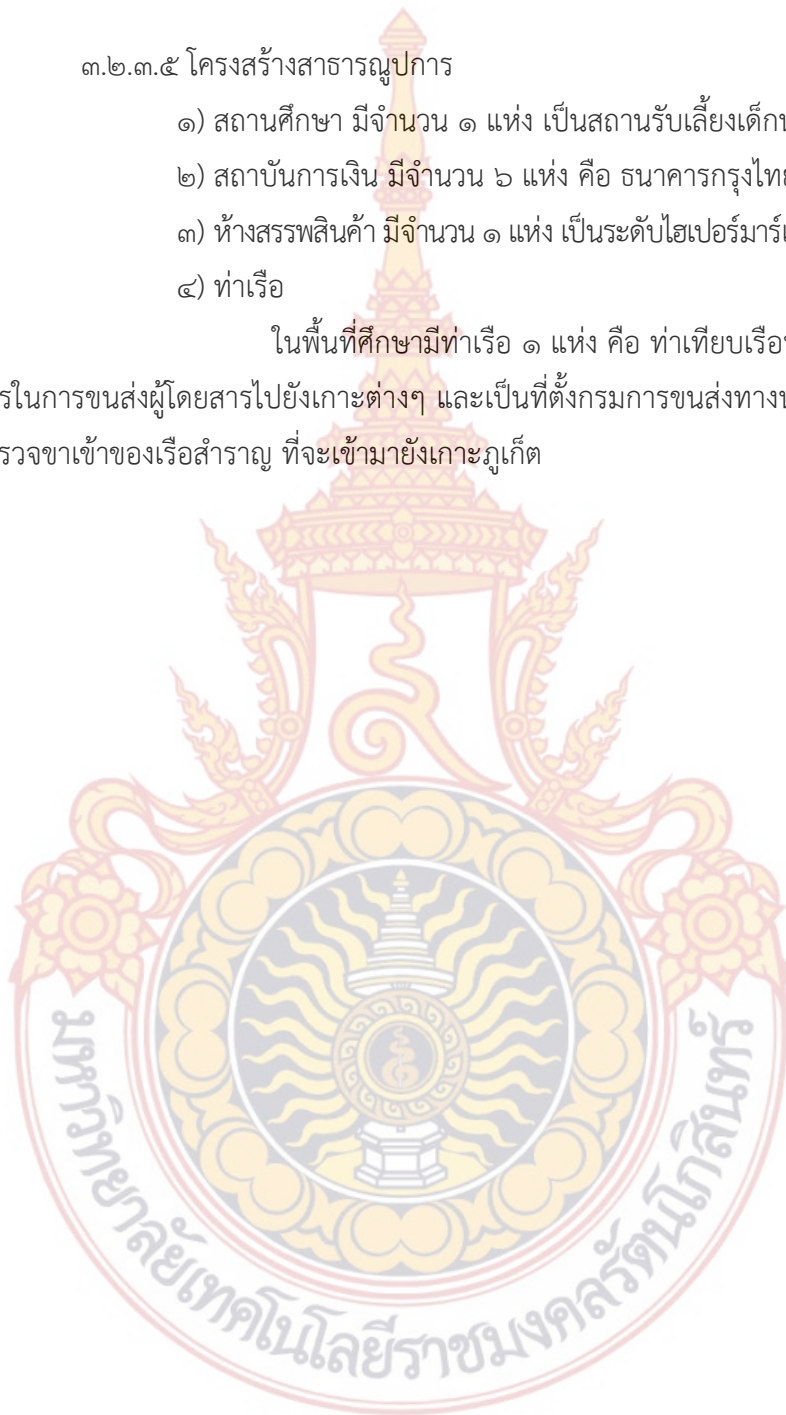 ๓.๒.๓.๕ โครงสร้างสาธารณูปการ
๑) สถานศึกษา มีจำนวน ๑ แห่ง เป็นสถานรับเลี้ยงเด็ก
๒) สถาบันการเงิน มีจำนวน ๖ แห่ง คือ ธนาคารกรุงไทย
๓) ห้างสรรพสินค้า มีจำนวน ๑ แห่ง เป็นระดับไฮเปอร์มาร์เ
๔) ท่าเรือ
ในพื้นที่ศึกษามีท่าเรือ ๑ แห่ง คือ ท่าเทียบเรือ
รในการขนส่งผู้โดยสารไปยังเกาะต่างๆ และเป็นที่ตั้งกรมการขนส่งทาง
รวจขาเข้าของเรือสำราญ ที่จะเข้ามายังเกาะภูเก็ต
มหาวิทยาลัยเทคโนโลยีราชมงคลรัตนโกสินทร์